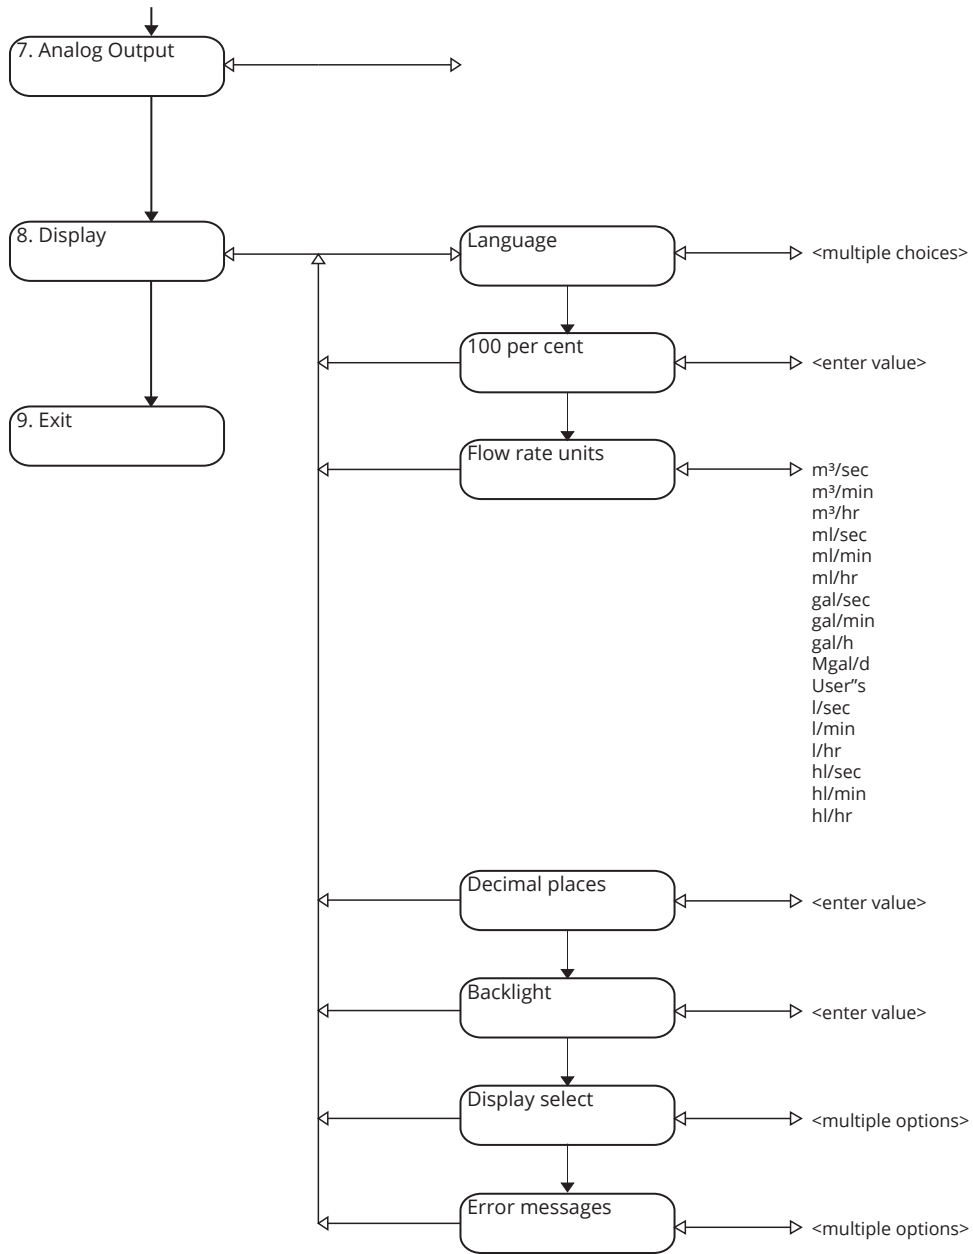 7. Analog Output
8. Display
Language
<multiple choices>
100 per cent
<enter value>
9. Exit
Flow rate units
m³/sec
m³/min
m³/hr
ml/sec
ml/min
ml/hr
gal/sec
gal/min
gal/h
Mgal/d
User”s
l/sec
l/min
l/hr
hl/sec
hl/min
hl/hr
Decimal places
<enter value>
Backlight
<enter value>
Display select
<multiple options>
Error messages
<multiple options>